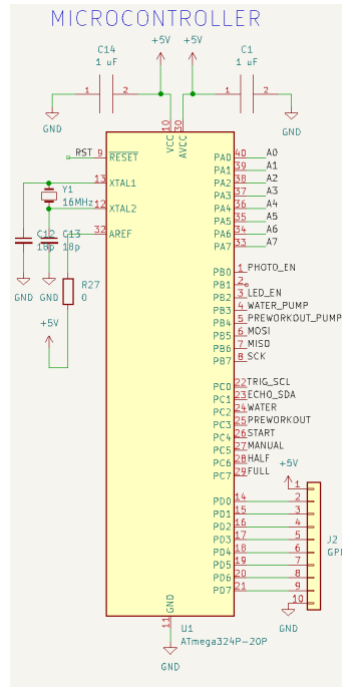 MICROCONTROLLER
C14 +5V +5V C1
1 uF 1 uF
1 2 1 2
GND GND
10 30
VCC AVCC
RST 9 RESET PA0 40 A0
PA1 39 A1
13 XTAL1 PA2 38 A2
Y1 PA3 37 A3
16MHz 12 XTAL2 PA4 36 A4
PA5 35 A5
32 AREF PA6 34 A6
C12 C13 PA7 33 A7
18p 18p
GND GND
R27
0
+5V
PB0 1 PHOTO_EN
PB1 2
PB2 3 LED_EN
PB3 4 WATER_PUMP
PB4 5 PREWORKOUT_PUMP
PB5 6 MOSI
PB6 7 MISO
PB7 8 SCK
PC0 22 TRIG_SCL
PC1 23 ECHO_SDA
PC2 24 WATER
PC3 25 PREWORKOUT
PC4 26 START
PC5 27 MANUAL
PC6 28 HALF
PC7 29 FULL
+5V
1
PD0 14 2
PD1 15 3
PD2 16 4
PD3 17 5
PD4 18 6
PD5 19 7
PD6 20 8
PD7 21 9
10
J2
GND
GND
11
U1
ATmega324P-20P
GND